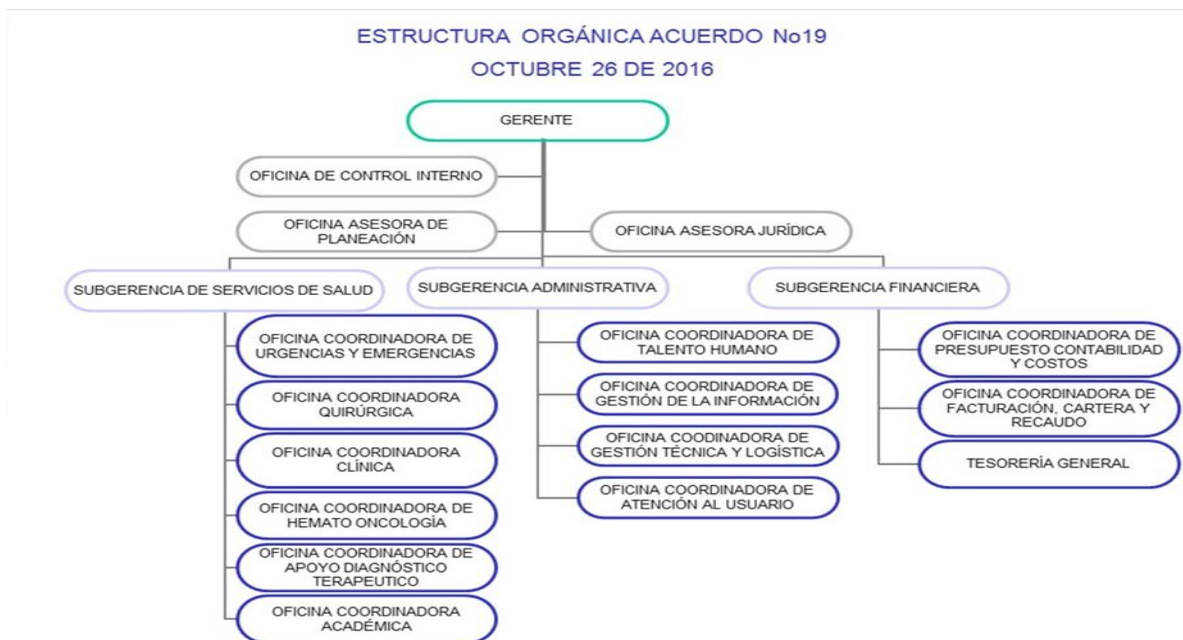 ESTRUCTURA ORGÁNICA ACUERDO No19
OCTUBRE 26 DE 2016
GERENTE
OFICINA DE CONTROL INTERNO
OFICINA ASESORA DE
PLANEACIÓN
OFICINA ASESORA JURÍDICA
SUBGERENCIA DE SERVICIOS DE SALUD
OFICINA COORDINADORA DE
URGENCIAS Y EMERGENCIAS
OFICINA COORDINADORA
QUIRÚRGICA
OFICINA COORDINADORA
CLÍNICA
OFICINA COORDINADORA DE
HEMATO ONCOLOGÍA
OFICINA COORDINADORA DE
APOYO DIAGNÓSTICO
TERAPEUTICO
OFICINA COORDINADORA
ACADÉMICA
SUBGERENCIA ADMINISTRATIVA
OFICINA COORDINADORA DE
TALENTO HUMANO
OFICINA COORDINADORA DE
GESTIÓN DE LA INFORMACIÓN
OFICINA COODINADORA DE
GESTIÓN TÉCNICA Y LOGÍSTICA
OFICINA COORDINADORA DE
ATENCIÓN AL USUARIO
SUBGERENCIA FINANCIERA
OFICINA COORDINADORA DE
PRESUPUESTO CONTABILIDAD
Y COSTOS
OFICINA COORDINADORA DE
FACTURACIÓN, CARTERA Y
RECAUDO
TESORERÍA GENERAL